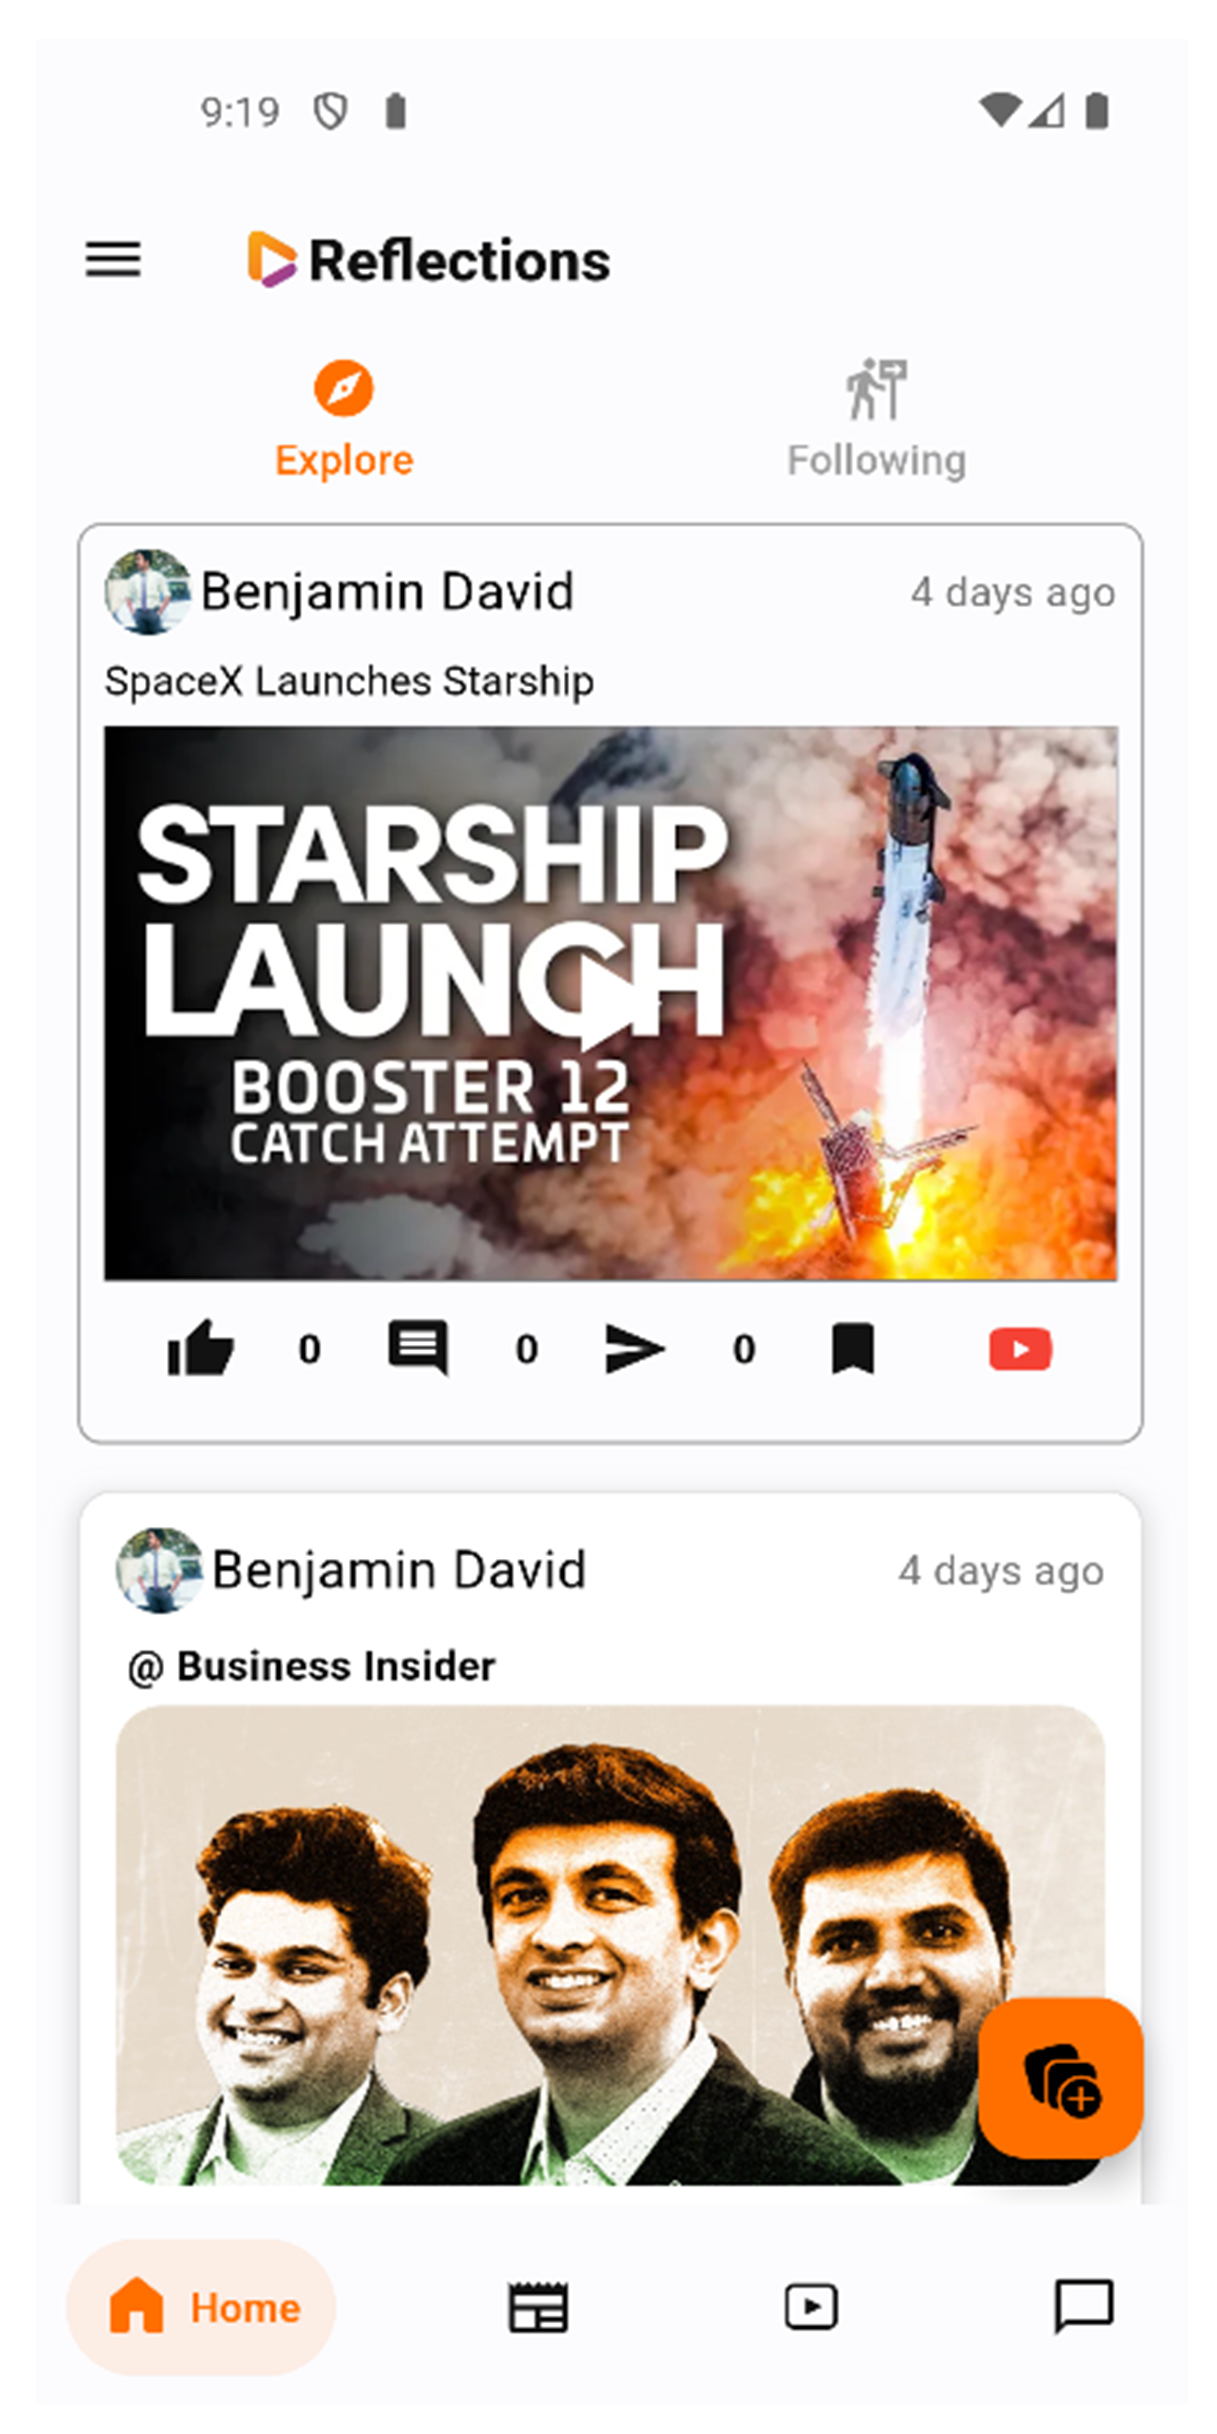 9:19
Reflections
Explore
Following
Benjamin David
4 days ago
SpaceX Launches Starship
STARSHIP
LAUNCH
BOOSTER 12
CATCH ATTEMPT
0
0
0
Benjamin David
4 days ago
@ Business Insider
Home